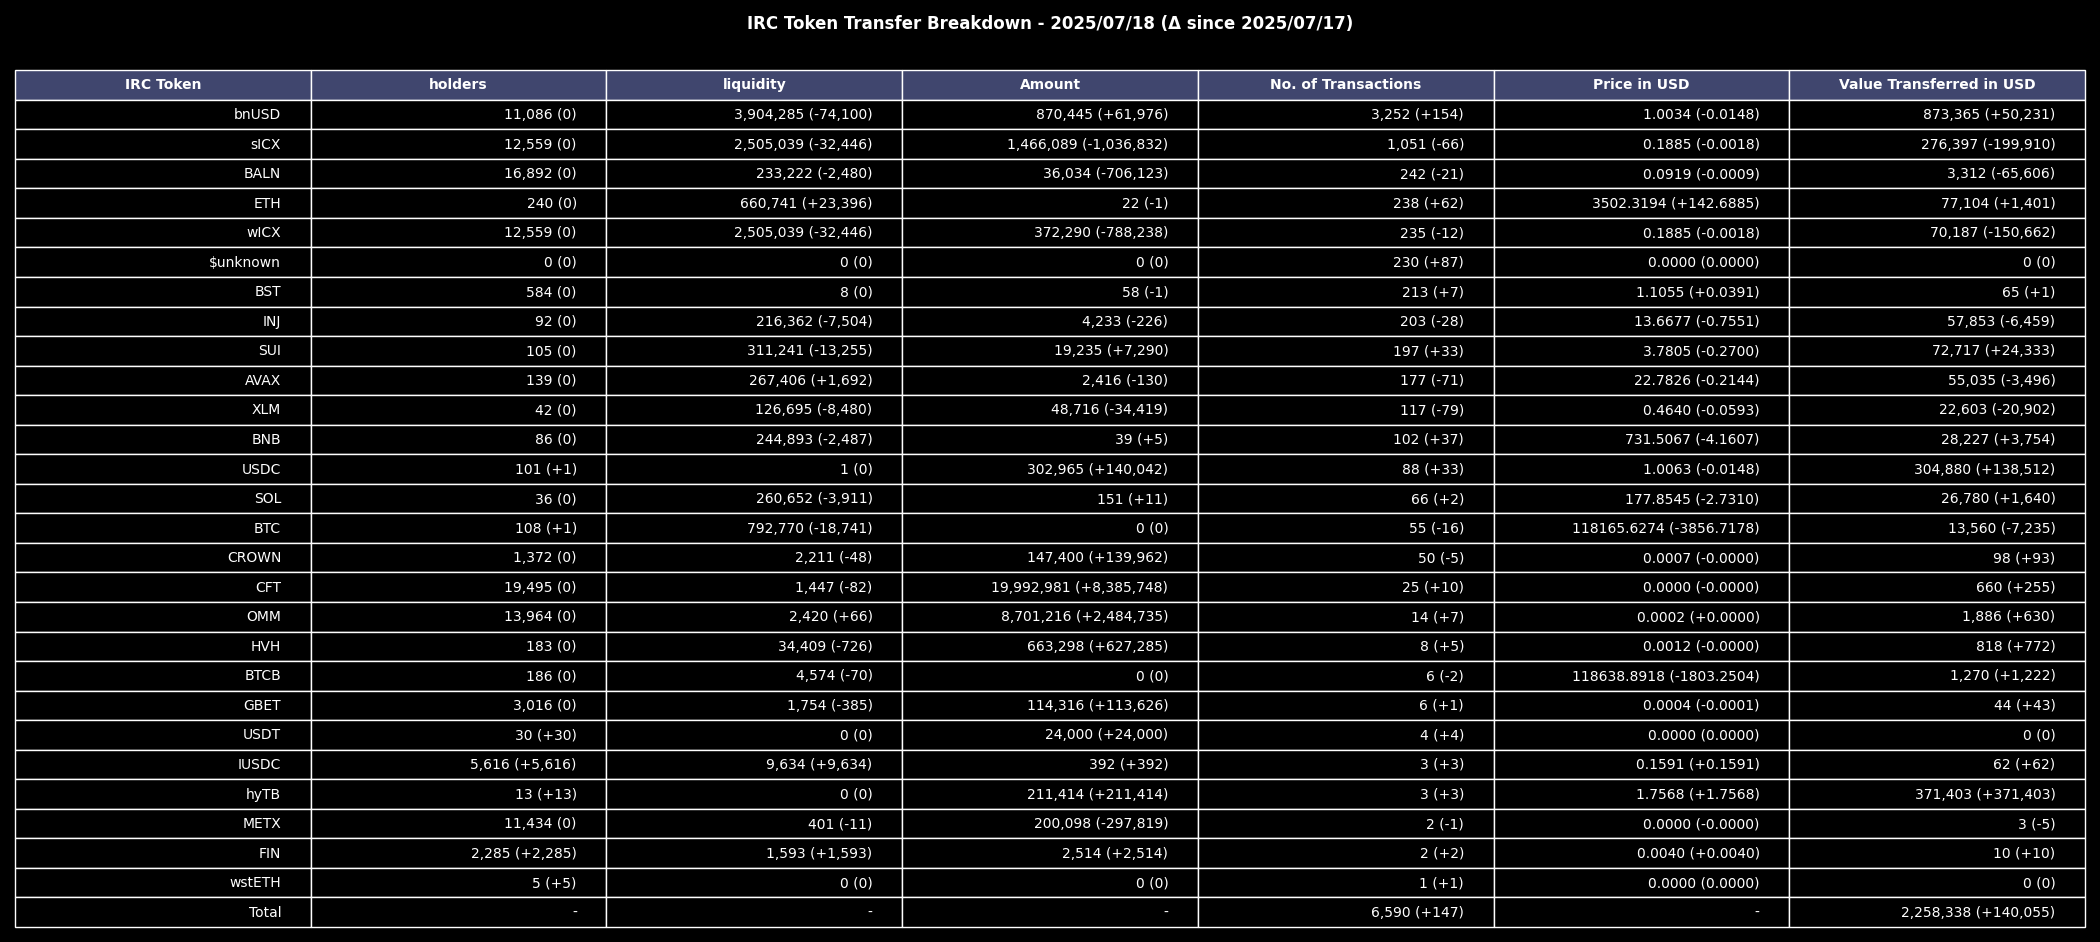 IRC Token Transfer Breakdown - 2025/07/18 (Δ since 2025/07/17)
IRC Token holders liquidity Amount No. of Transactions Price in USD Value Transferred in USD
bnUSD 11,086 (0) 3,904,285 (-74,100) 870,445 (+61,976) 3,252 (+154) 1.0034 (-0.0148) 873,365 (+50,231)
sICX 12,559 (0) 2,505,039 (-32,446) 1,466,089 (-1,036,832) 1,051 (-66) 0.1885 (-0.0018) 276,397 (-199,910)
BALN 16,892 (0) 233,222 (-2,480) 36,034 (-706,123) 242 (-21) 0.0919 (-0.0009) 3,312 (-65,606)
ETH 240 (0) 660,741 (+23,396) 22 (-1) 238 (+62) 3502.3194 (+142.6885) 77,104 (+1,401)
wICX 12,559 (0) 2,505,039 (-32,446) 372,290 (-788,238) 235 (-12) 0.1885 (-0.0018) 70,187 (-150,662)
$unknown 0 (0) 0 (0) 0 (0) 230 (+87) 0.0000 (0.0000) 0 (0)
BST 584 (0) 8 (0) 58 (-1) 213 (+7) 1.1055 (+0.0391) 65 (+1)
INJ 92 (0) 216,362 (-7,504) 4,233 (-226) 203 (-28) 13.6677 (-0.7551) 57,853 (-6,459)
SUI 105 (0) 311,241 (-13,255) 19,235 (+7,290) 197 (+33) 3.7805 (-0.2700) 72,717 (+24,333)
AVAX 139 (0) 267,406 (+1,692) 2,416 (-130) 177 (-71) 22.7826 (-0.2144) 55,035 (-3,496)
XLM 42 (0) 126,695 (-8,480) 48,716 (-34,419) 117 (-79) 0.4640 (-0.0593) 22,603 (-20,902)
BNB 86 (0) 244,893 (-2,487) 39 (+5) 102 (+37) 731.5067 (-4.1607) 28,227 (+3,754)
USDC 101 (+1) 1 (0) 302,965 (+140,042) 88 (+33) 1.0063 (-0.0148) 304,880 (+138,512)
SOL 36 (0) 260,652 (-3,911) 151 (+11) 66 (+2) 177.8545 (-2.7310) 26,780 (+1,640)
BTC 108 (+1) 792,770 (-18,741) 0 (0) 55 (-16) 118165.6274 (-3856.7178) 13,560 (-7,235)
CROWN 1,372 (0) 2,211 (-48) 147,400 (+139,962) 50 (-5) 0.0007 (-0.0000) 98 (+93)
CFT 19,495 (0) 1,447 (-82) 19,992,981 (+8,385,748) 25 (+10) 0.0000 (-0.0000) 660 (+255)
OMM 13,964 (0) 2,420 (+66) 8,701,216 (+2,484,735) 14 (+7) 0.0002 (+0.0000) 1,886 (+630)
HVH 183 (0) 34,409 (-726) 663,298 (+627,285) 8 (+5) 0.0012 (-0.0000) 818 (+772)
BTCB 186 (0) 4,574 (-70) 0 (0) 6 (-2) 118638.8918 (-1803.2504) 1,270 (+1,222)
GBET 3,016 (0) 1,754 (-385) 114,316 (+113,626) 6 (+1) 0.0004 (-0.0001) 44 (+43)
USDT 30 (+30) 0 (0) 24,000 (+24,000) 4 (+4) 0.0000 (0.0000) 0 (0)
IUSDC 5,616 (+5,616) 9,634 (+9,634) 392 (+392) 3 (+3) 0.1591 (+0.1591) 62 (+62)
hyTB 13 (+13) 0 (0) 211,414 (+211,414) 3 (+3) 1.7568 (+1.7568) 371,403 (+371,403)
METX 11,434 (0) 401 (-11) 200,098 (-297,819) 2 (-1) 0.0000 (-0.0000) 3 (-5)
FIN 2,285 (+2,285) 1,593 (+1,593) 2,514 (+2,514) 2 (+2) 0.0040 (+0.0040) 10 (+10)
wstETH 5 (+5) 0 (0) 0 (0) 1 (+1) 0.0000 (0.0000) 0 (0)
Total - - - 6,590 (+147) - 2,258,338 (+140,055)